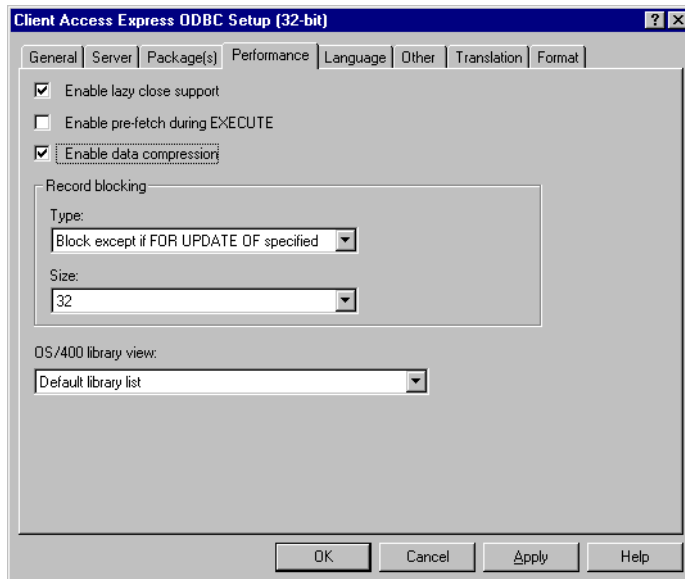 Client Access Express ODBC Setup (32-bit)
General Server Package(s) Performance Language Other Translation Format
Enable lazy close support
Enable pre-fetch during EXECUTE
Enable data compression
Record blocking
Type:
Block except if FOR UPDATE OF specified
Size:
32
OS/400 library view:
Default library list
OK Cancel Apply Help